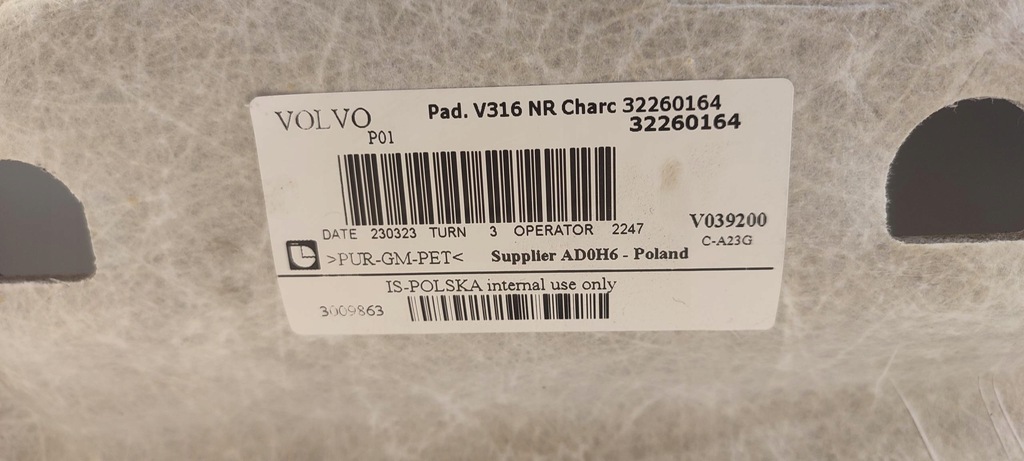 VOLVO Pad. V316 NR Charc 32260164
P01 32260164
DATE 230323 TURN 3 OPERATOR 2247 V039200
C-A23G
>PUR-GM-PET< Supplier AD0H6 - Poland
IS-POLSKA internal use only
3009863